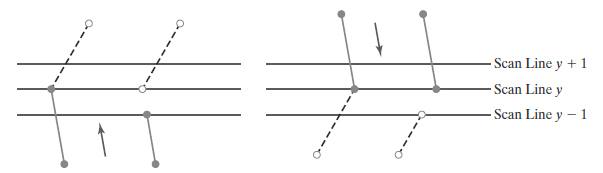 Scan Line y + 1
Scan Line y
Scan Line y − 1